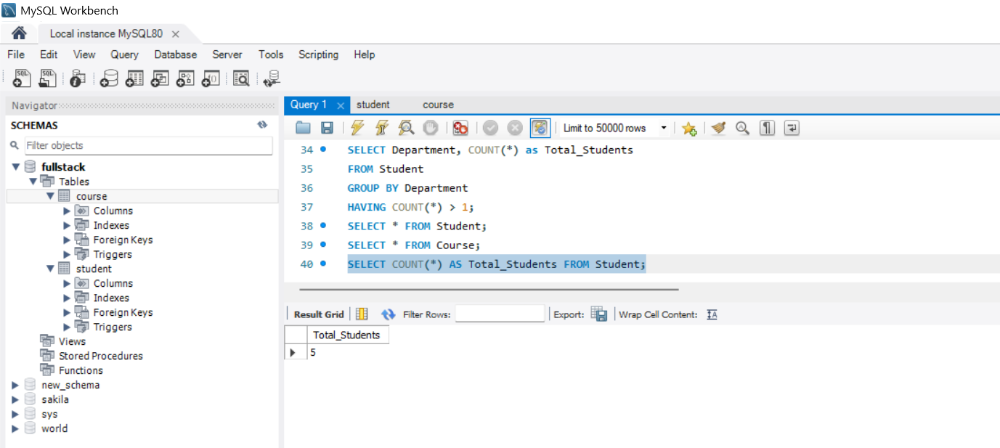 MySQL Workbench
Local instance MySQL80
File Edit View Query Database Server Tools Scripting Help
Navigator
SCHEMAS
Filter objects
fullstack
Tables
course
Columns
Indexes
Foreign Keys
Triggers
student
Columns
Indexes
Foreign Keys
Triggers
Views
Stored Procedures
Functions
new_schema
sakila
sys
world
Query 1 student course
Limit to 50000 rows
34 SELECT Department, COUNT(*) as Total_Students
35 FROM Student
36 GROUP BY Department
37 HAVING COUNT(*) > 1;
38 SELECT * FROM Student;
39 SELECT * FROM Course;
40 SELECT COUNT(*) AS Total_Students FROM Student;
Result Grid Filter Rows: Export: Wrap Cell Content:
Total_Students
5